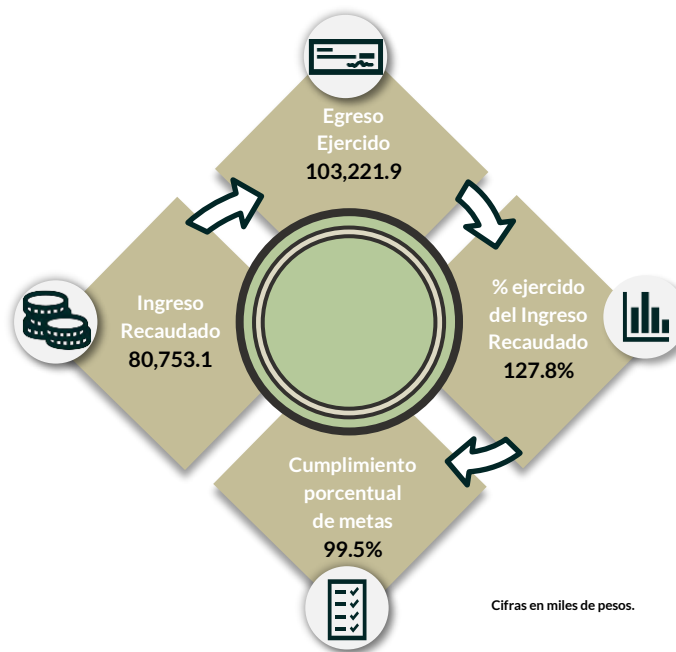 Egreso
Ejercido
103,221.9
Ingreso
Recaudado
80,753.1
% ejercido
del Ingreso
Recaudado
127.8%
Cumplimiento
porcentual
de metas
99.5%
Cifras en miles de pesos.